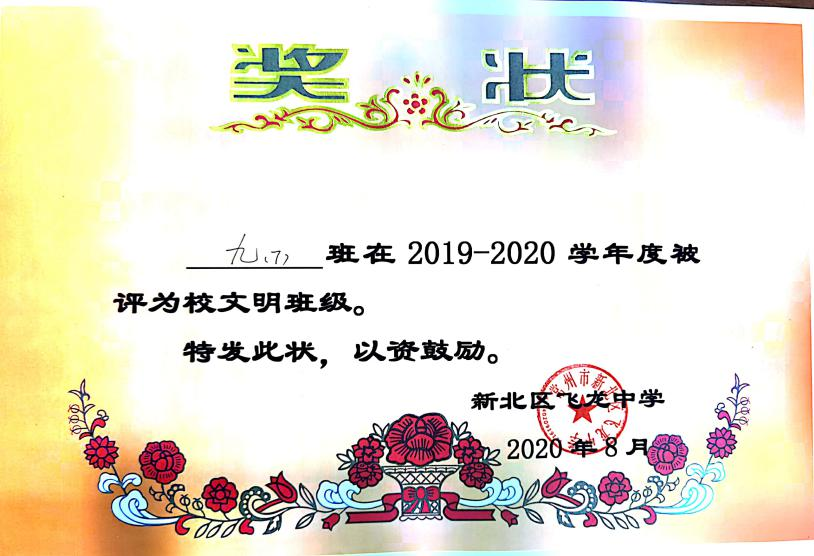 奖 状
九(7)班在 2019-2020 学年度被
评为校文明班级。
特发此状，以资鼓励。
新北区飞龙中学
2020 年 8 月